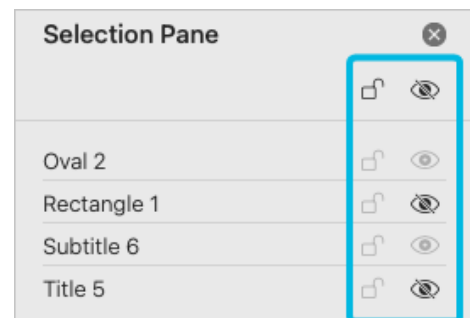 Selection Pane
Oval 2
Rectangle 1
Subtitle 6
Title 5